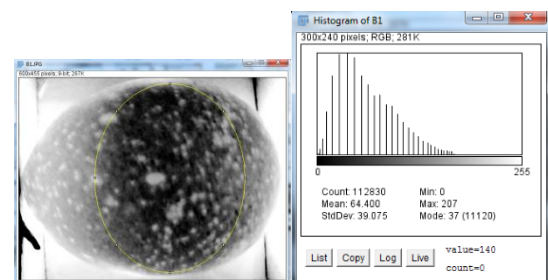 B1.JPG
600x455 pixels; 8-bit; 267K
Histogram of B1
300x240 pixels; RGB; 281K
0 255
Count: 112830 Min: 0
Mean: 64.400 Max: 207
StdDev: 39.075 Mode: 37 (11120)
List Copy Log Live
value=140
count=0